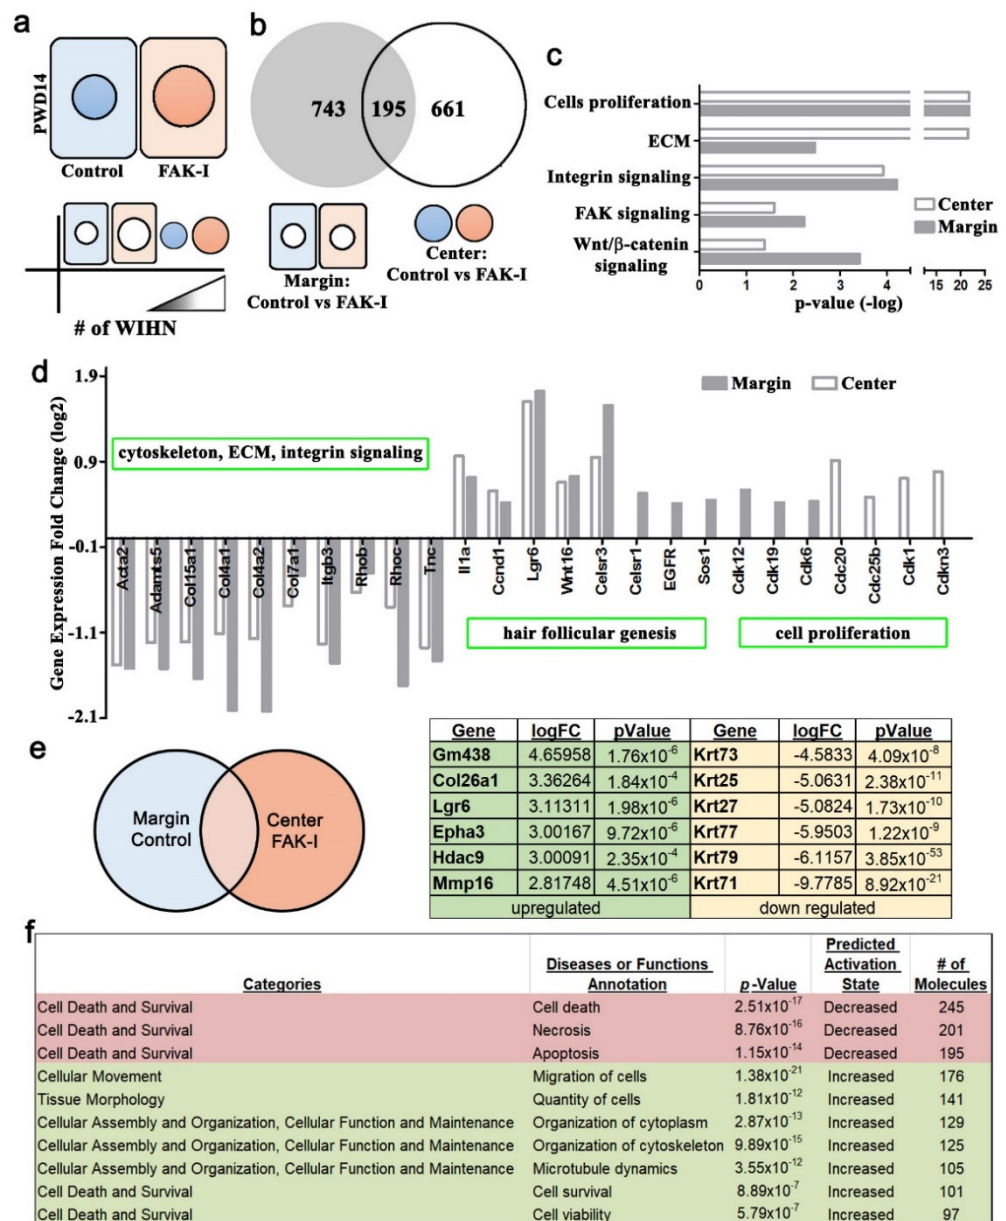 a
PWD14
Control
FAK-I
# of WIHN
b
743
195
661
Margin:
Control vs FAK-I
Center:
Control vs FAK-I
c
Cells proliferation
ECM
Integrin signaling
FAK signaling
Wnt/β-catenin
signaling
Center
Margin
0 1 2 3 4 15 20 25
p-value (-log)
d
Gene Expression Fold Change (log2)
1.9
0.9
-0.1
-1.1
-2.1
Margin
Center
cytoskeleton, ECM, integrin signaling
Acta2
Adamts5
Col15a1
Col4a1
Col4a2
Col7a1
Itgb3
Rhob
Rhoc
Tnc
Il1a
Ccnd1
Lgr6
Wnt16
Celsr3
Celsr1
EGFR
Sos1
Cdk12
Cdk19
Cdk6
Cdc20
Cdc25b
Cdk1
Cdkn3
hair follicular genesis
cell proliferation
e
Margin
Control
Center
FAK-I
Gene logFC pValue Gene logFC pValue
Gm438 4.65958 1.76x10⁻⁶ Krt73 -4.5833 4.09x10⁻⁸
Col26a1 3.36264 1.84x10⁻⁴ Krt25 -5.0631 2.38x10⁻¹¹
Lgr6 3.11311 1.98x10⁻⁶ Krt27 -5.0824 1.73x10⁻¹⁰
Epha3 3.00167 9.72x10⁻⁶ Krt77 -5.9503 1.22x10⁻⁹
Hdac9 3.00091 2.35x10⁻⁴ Krt79 -6.1157 3.85x10⁻⁵³
Mmp16 2.81748 4.51x10⁻⁶ Krt71 -9.7785 8.92x10⁻²¹
upregulated down regulated
f
Categories Diseases or Functions Annotation p-Value Predicted Activation State # of Molecules
Cell Death and Survival Cell death 2.51x10⁻¹⁷ Decreased 245
Cell Death and Survival Necrosis 8.76x10⁻¹⁶ Decreased 201
Cell Death and Survival Apoptosis 1.15x10⁻¹⁴ Decreased 195
Cellular Movement Migration of cells 1.38x10⁻²¹ Increased 176
Tissue Morphology Quantity of cells 1.81x10⁻¹² Increased 141
Cellular Assembly and Organization, Cellular Function and Maintenance Organization of cytoplasm 2.87x10⁻¹³ Increased 129
Cellular Assembly and Organization, Cellular Function and Maintenance Organization of cytoskeleton 9.89x10⁻¹⁵ Increased 125
Cellular Assembly and Organization, Cellular Function and Maintenance Microtubule dynamics 3.55x10⁻¹² Increased 105
Cell Death and Survival Cell survival 8.89x10⁻⁷ Increased 101
Cell Death and Survival Cell viability 5.79x10⁻⁷ Increased 97